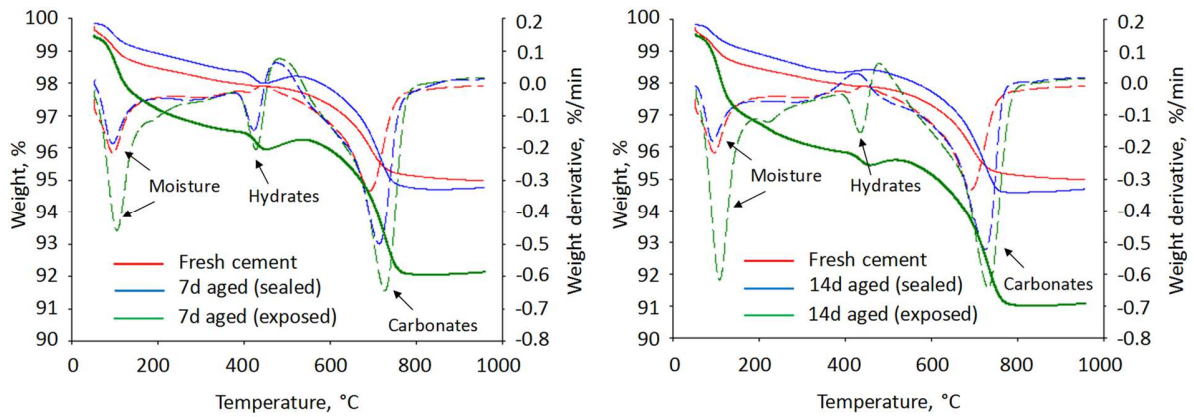 100
99
98
97
96
95
94
93
92
91
90
Weight, %
0.2
0.1
0.0
-0.1
-0.2
-0.3
-0.4
-0.5
-0.6
-0.7
-0.8
Weight derivative, %/min
Moisture
Hydrates
Carbonates
Fresh cement
7d aged (sealed)
7d aged (exposed)
0 200 400 600 800 1000
Temperature, °C
100
99
98
97
96
95
94
93
92
91
90
Weight, %
0.2
0.1
0.0
-0.1
-0.2
-0.3
-0.4
-0.5
-0.6
-0.7
-0.8
Weight derivative, %/min
Moisture
Hydrates
Carbonates
Fresh cement
14d aged (sealed)
14d aged (exposed)
0 200 400 600 800 1000
Temperature, °C